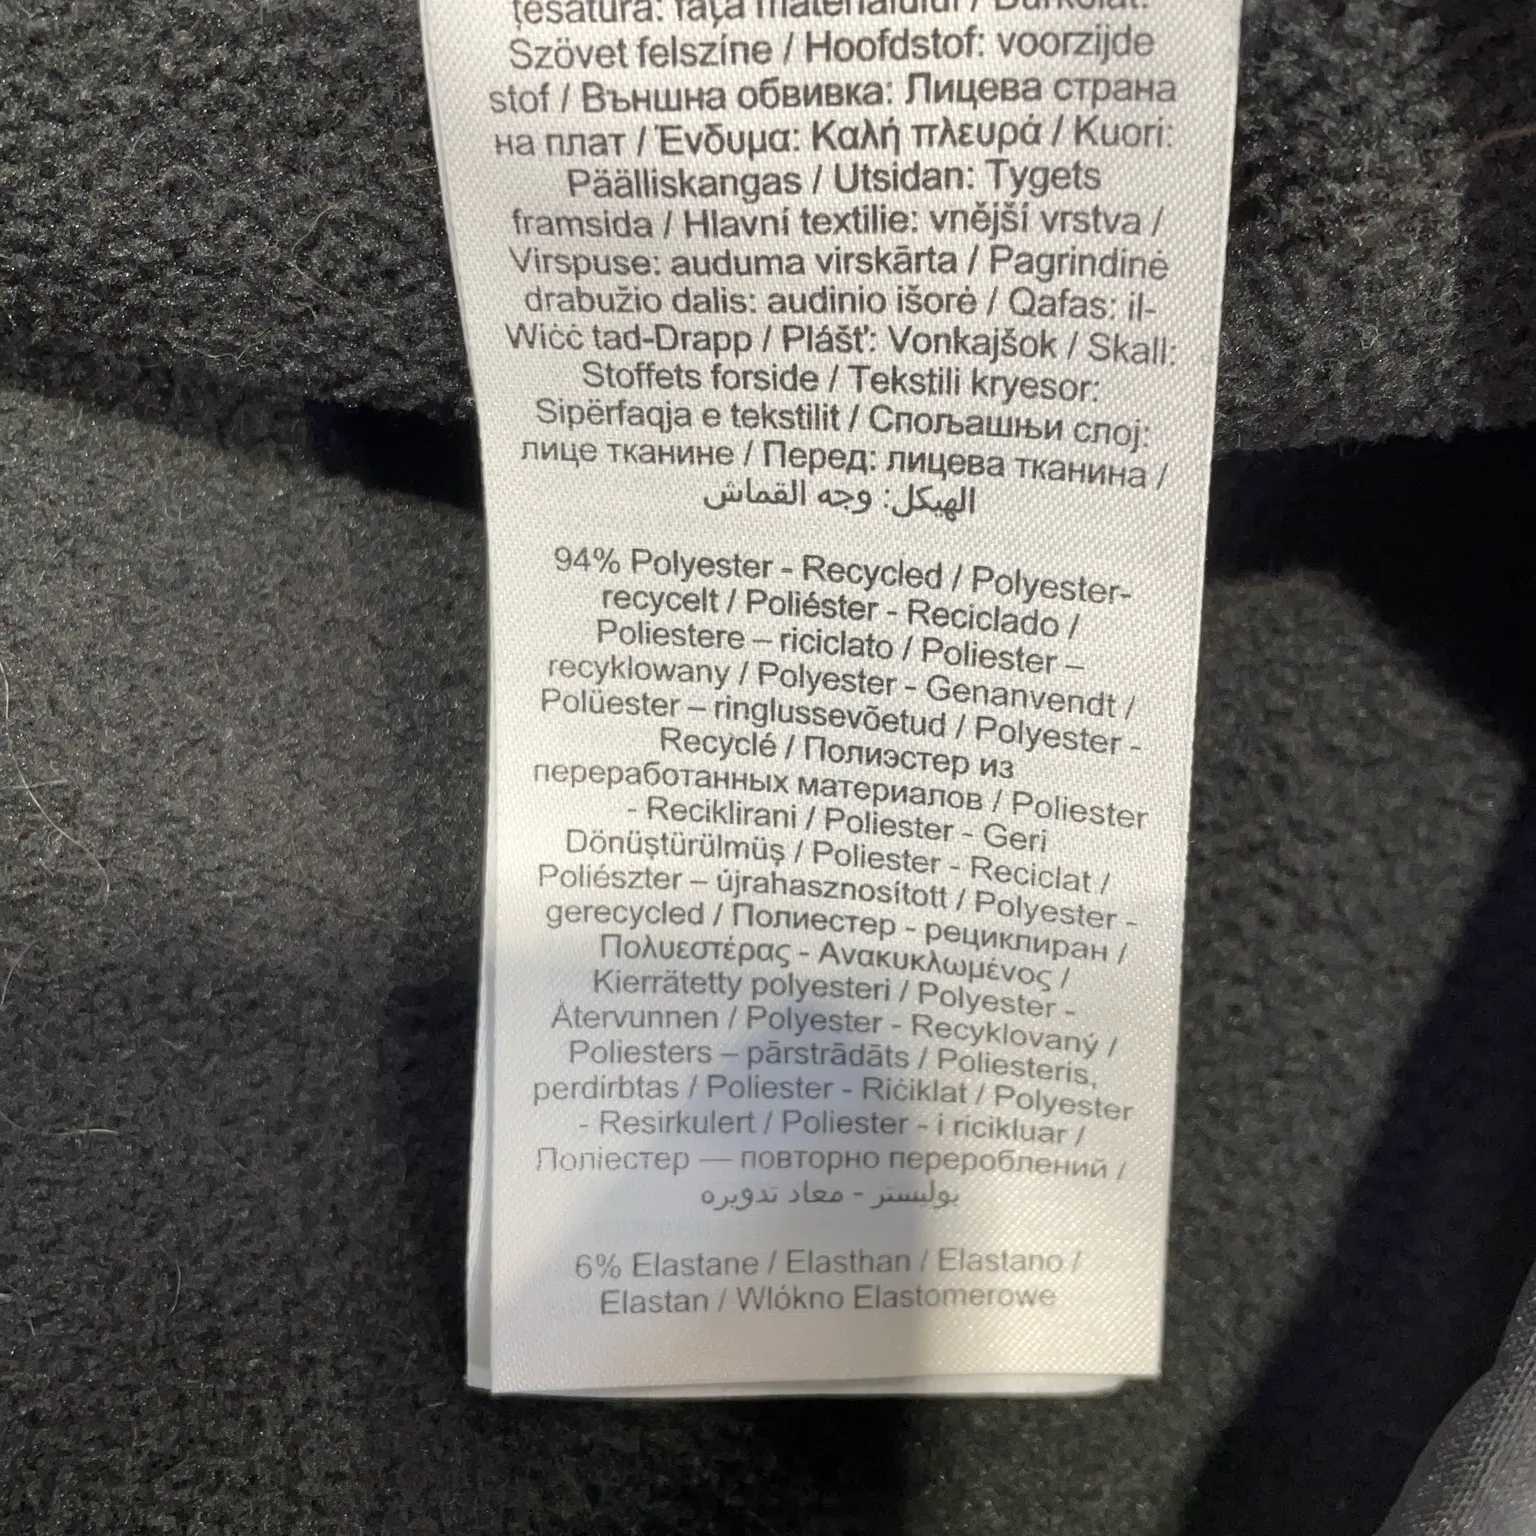 țesătura: fața materialului / Burkolat:
Szövet felszíne / Hoofdstof: voorzijde
stof / Външна обвивка: Лицева страна
на плат / Ένδυμα: Καλή πλευρά / Kuori:
Päälliskangas / Utsidan: Tygets
framsida / Hlavní textilie: vnější vrstva /
Virspuse: auduma virskārta / Pagrindinė
drabužio dalis: audinio išorė / Qafas: il-
Wiċċ tad-Drapp / Plášť: Vonkajšok / Skall:
Stoffets forside / Tekstili kryesor:
Sipërfaqja e tekstilit / Спољашњи слој:
лице тканине / Перед: лицева тканина /
الهيكل: وجه القماش
94% Polyester - Recycled / Polyester-
recycelt / Poliéster - Reciclado /
Poliestere – riciclato / Poliester –
recyklowany / Polyester - Genanvendt /
Polüester – ringlussevõetud / Polyester -
Recyclé / Полиэстер из
переработанных материалов / Poliester
- Reciklirani / Poliester - Geri
Dönüştürülmüş / Poliester - Reciclat /
Poliészter – újrahasznosított / Polyester -
gerecycled / Полиестер - рециклиран /
Πολυεστέρας - Ανακυκλωμένος /
Kierrätetty polyesteri / Polyester -
Återvunnen / Polyester - Recyklovaný /
Poliesters – pārstrādāts / Poliesteris,
perdirbtas / Poliester - Riċiklat / Polyester
- Resirkulert / Poliester - i ricikluar /
Поліестер — повторно перероблений /
بوليستر - معاد تدويره
6% Elastane / Elasthan / Elastano /
Elastan / Włókno Elastomerowe